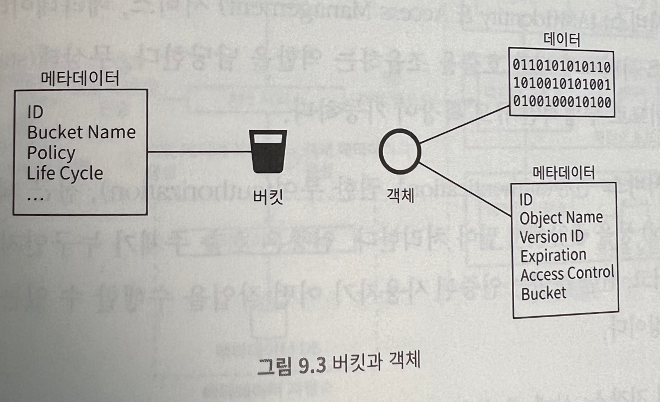 메타데이터
ID
Bucket Name
Policy
Life Cycle
...
버킷
객체
데이터
0110101010110
1010010101001
0100100010100
메타데이터
ID
Object Name
Version ID
Expiration
Access Control
Bucket
그림 9.3 버킷과 객체